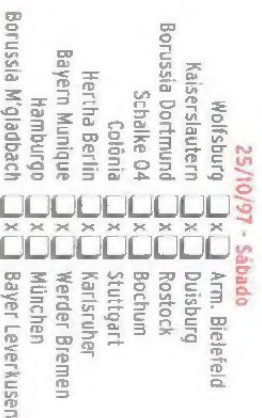 25/10/97 - Sábado
Wolfsburg x Arm. Bielefeld
Kaiserslautern x Duisburg
Borussia Dortmund x Rostock
Schalke 04 x Bochum
Colônia x Stuttgart
Hertha Berlin x Karlsruher
Bayern Munique x Werder Bremen
Hamburgo x München
Borussia M'gladbach x Bayer Leverkusen